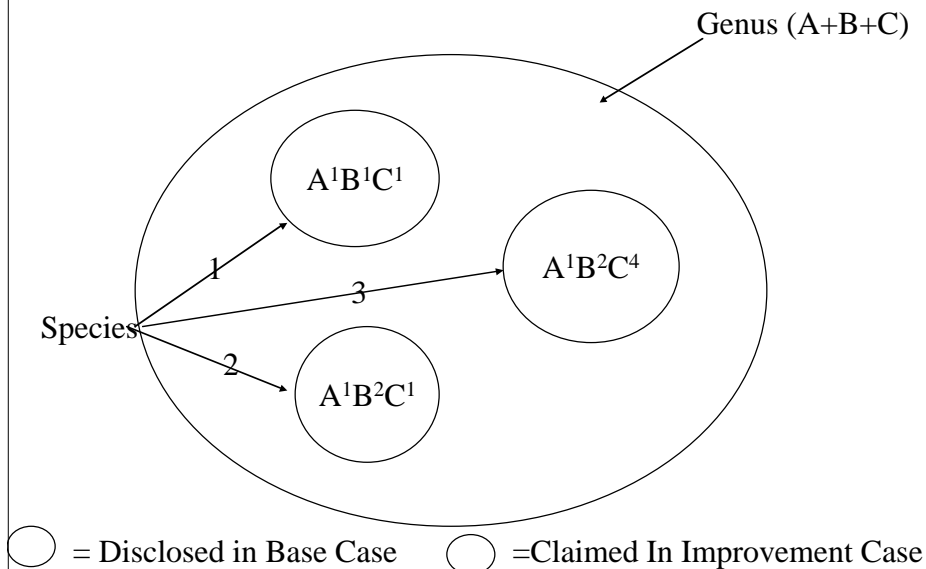 Genus (A+B+C)
A¹B¹C¹
1
A¹B²C⁴
3
Species
2
A¹B²C¹
= Disclosed in Base Case
=Claimed In Improvement Case